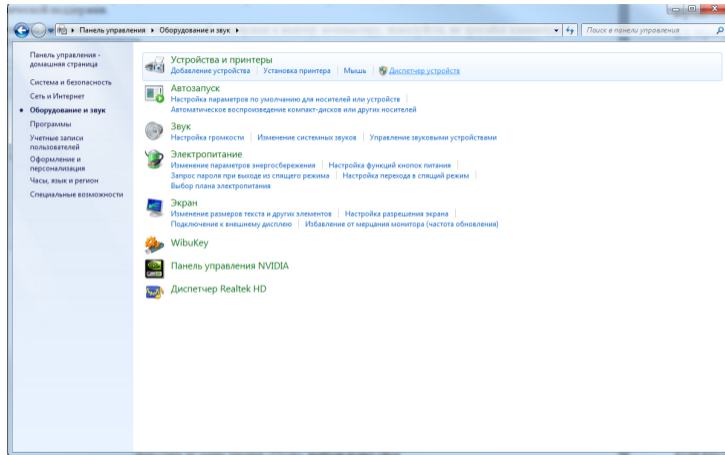 Панель управления ▸ Оборудование и звук ▸
Поиск в панели управления
Панель управления -
домашняя страница
Система и безопасность
Сеть и Интернет
Оборудование и звук
Программы
Учетные записи
пользователей
Оформление и
персонализация
Часы, язык и регион
Специальные возможности
Устройства и принтеры
Добавление устройства | Установка принтера | Мышь | Диспетчер устройств
Автозапуск
Настройка параметров по умолчанию для носителей или устройств
Автоматическое воспроизведение компакт-дисков или других носителей
Звук
Настройка громкости | Изменение системных звуков | Управление звуковыми устройствами
Электропитание
Изменение параметров энергосбережения | Настройка функций кнопок питания
Запрос пароля при выходе из спящего режима | Настройка перехода в спящий режим
Выбор плана электропитания
Экран
Изменение размеров текста и других элементов | Настройка разрешения экрана
Подключение к внешнему дисплею | Избавление от мерцания монитора (частота обновления)
WibuKey
Панель управления NVIDIA
Диспетчер Realtek HD